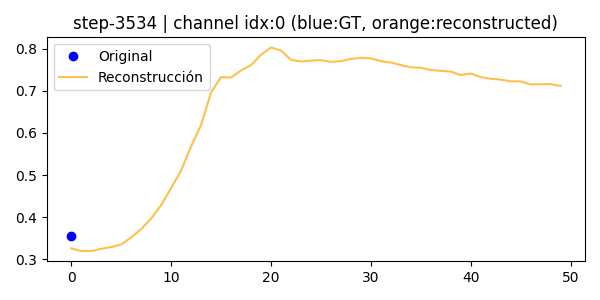 step-3534 | channel idx:0 (blue:GT, orange:reconstructed)
Original
Reconstrucción
0.8
0.7
0.6
0.5
0.4
0.3
0 10 20 30 40 50